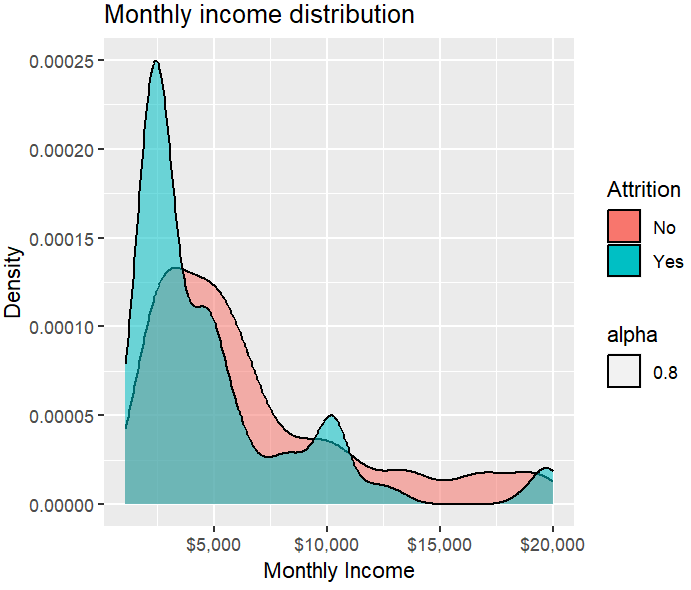 Monthly income distribution
0.00025
0.00020
0.00015
0.00010
0.00005
0.00000
Density
$5,000
$10,000
$15,000
$20,000
Monthly Income
Attrition
No
Yes
alpha
0.8